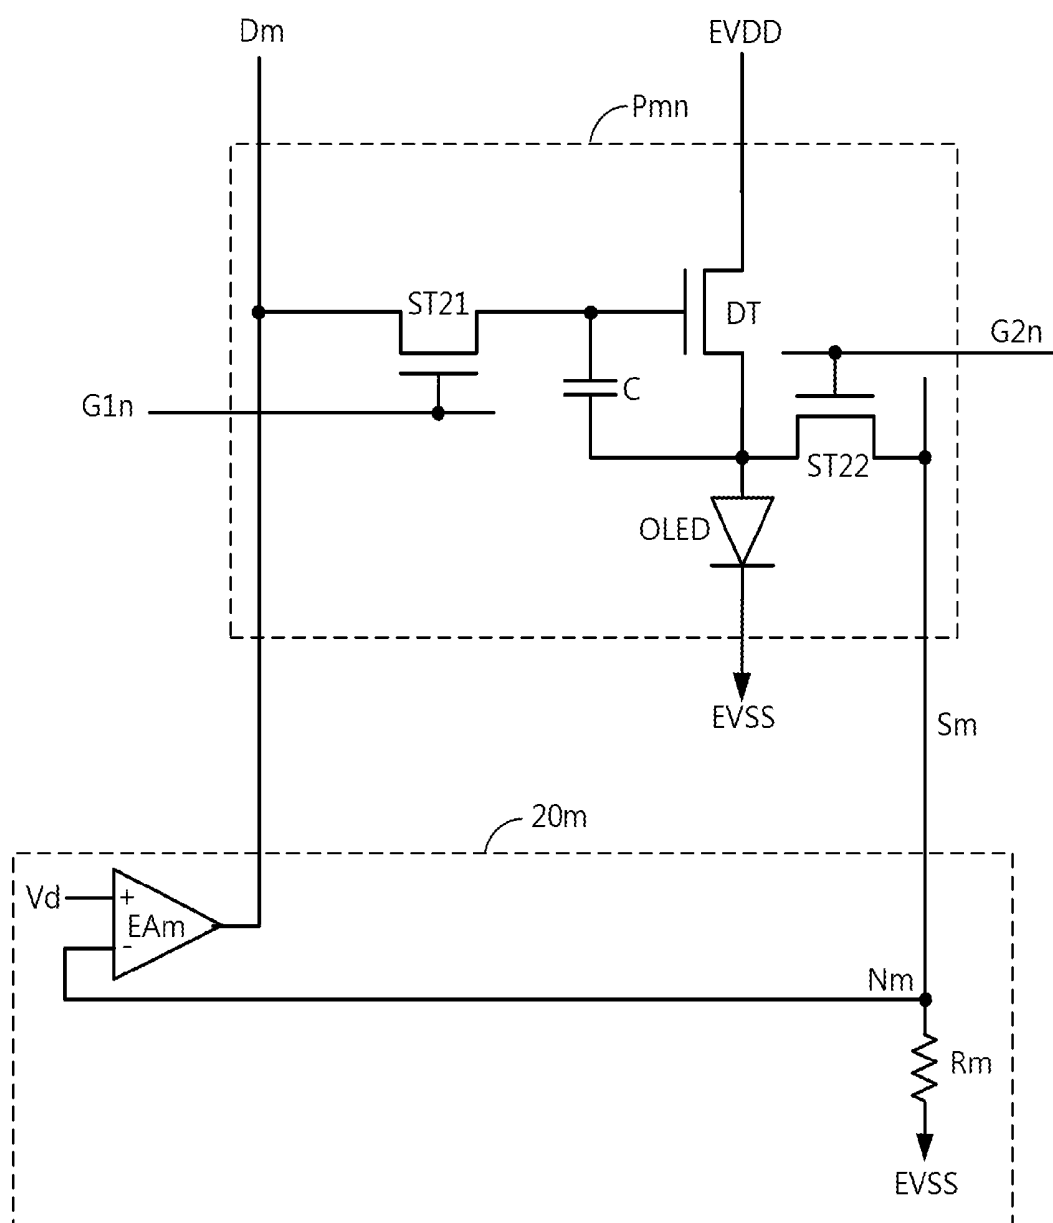 Dm
EVDD
Pmn
ST21
DT
G2n
G1n
C
ST22
OLED
EVSS
Sm
20m
Vd
+
EAm
-
Nm
Rm
EVSS